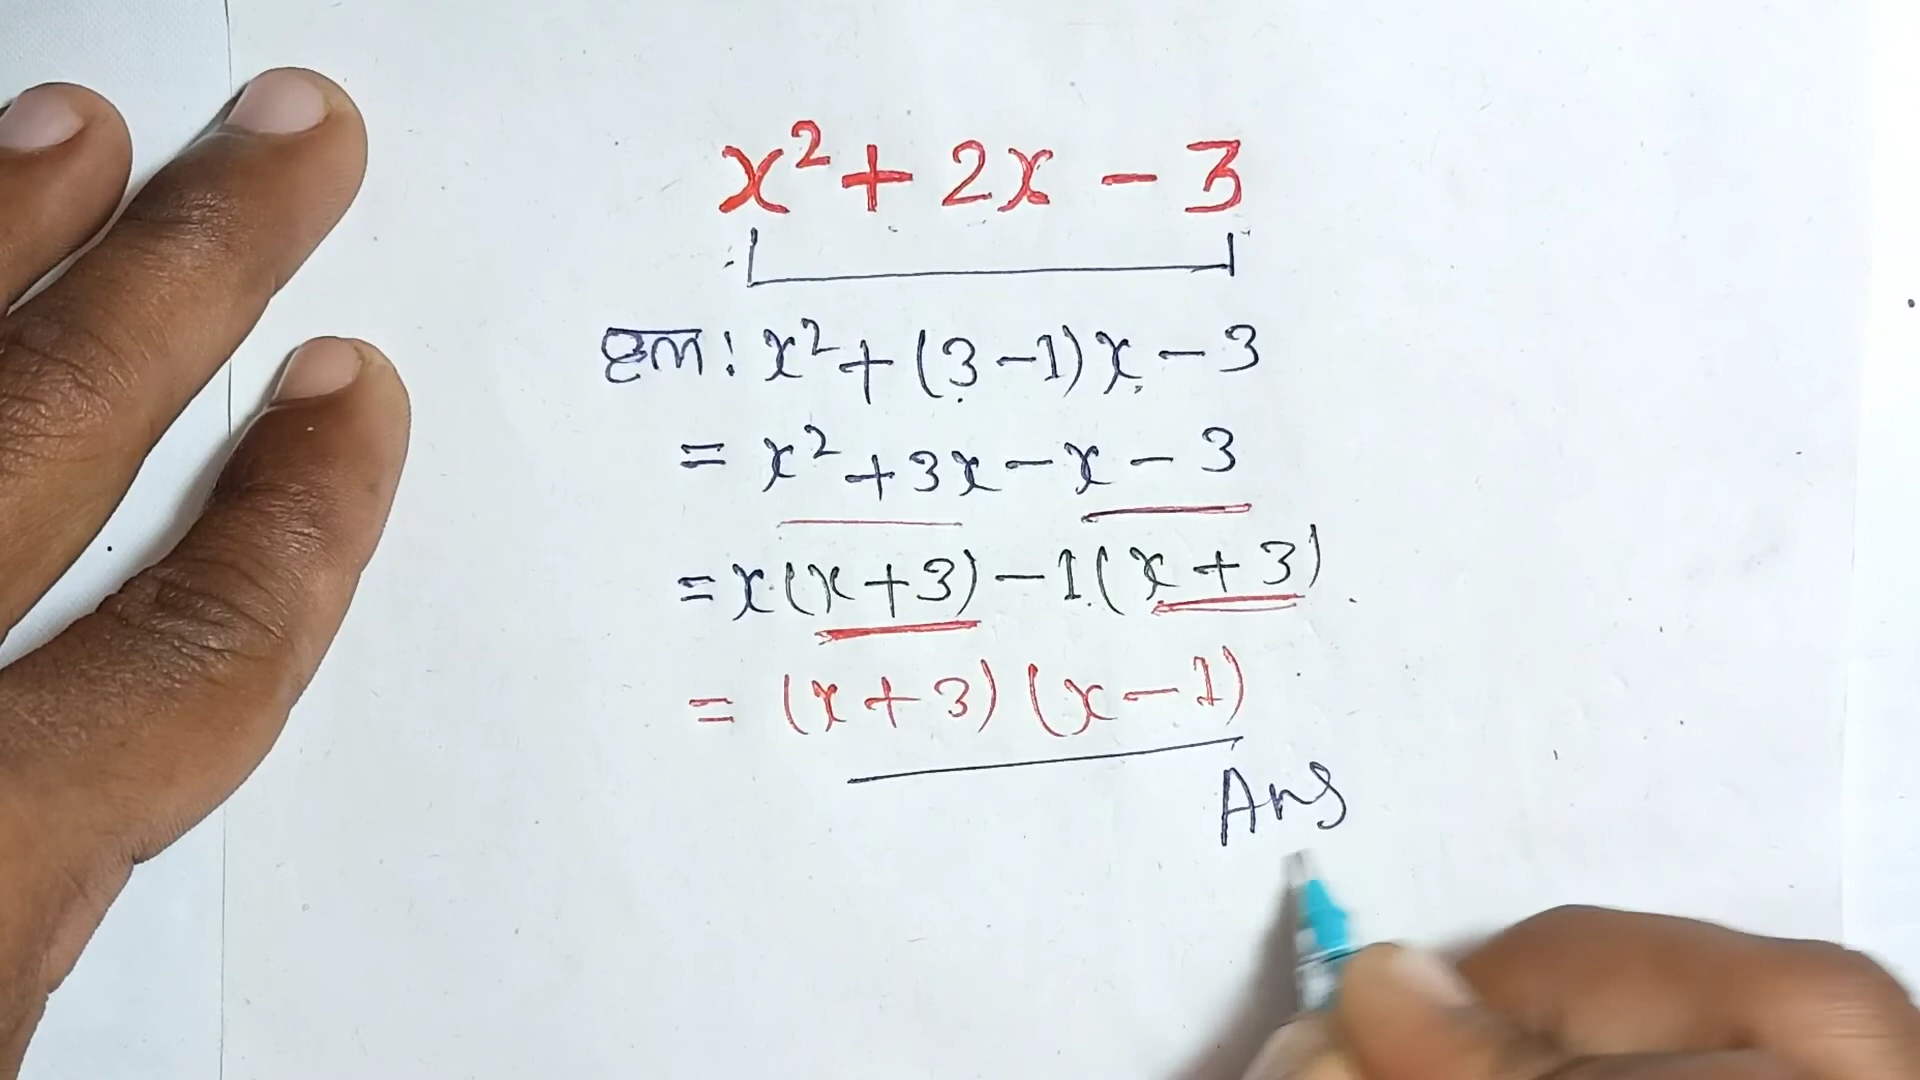 x² + 2x - 3
हल : x² + (3-1)x - 3
= x² + 3x - x - 3
= x(x+3) - 1(x+3)
= (x+3) (x-1)
Ans